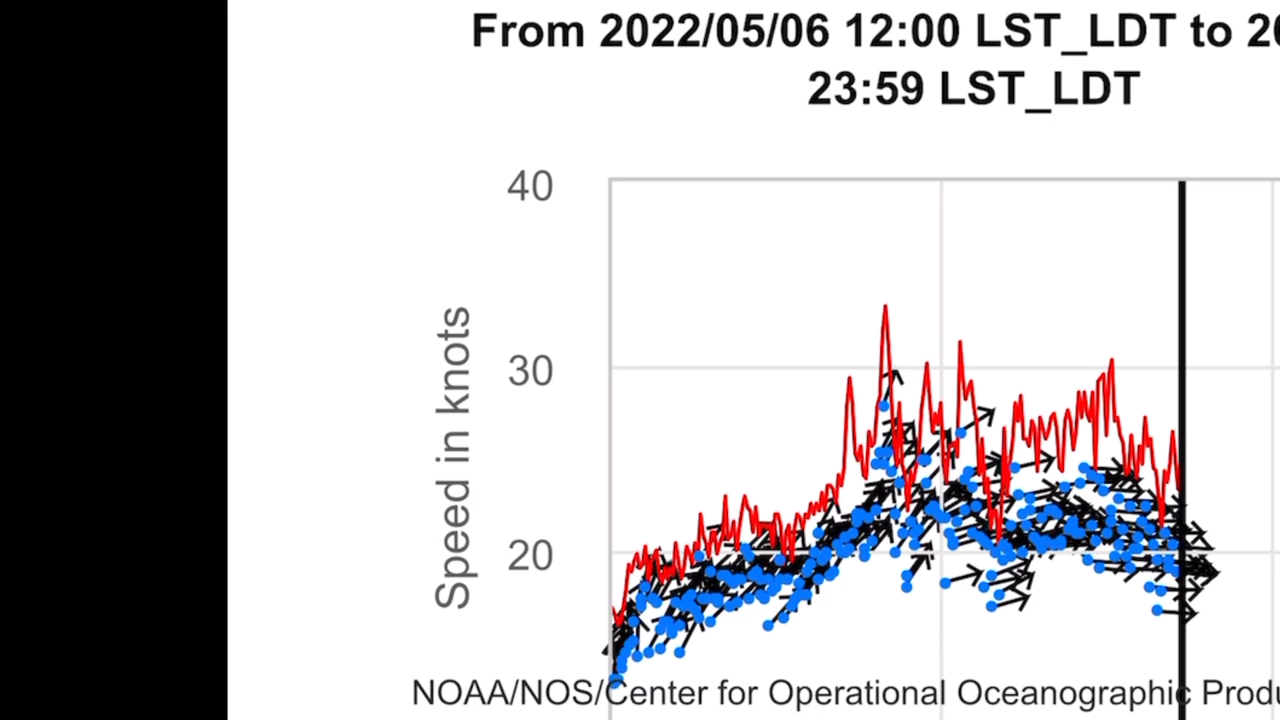 From 2022/05/06 12:00 LST_LDT to
23:59 LST_LDT
40
30
20
Speed in knots
NOAA/NOS/Center for Operational Oceanographic